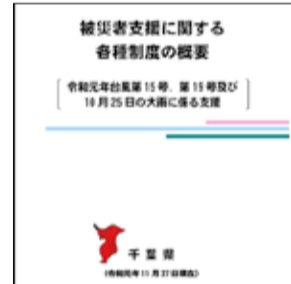 被災者支援に関する
各種制度の概要
令和元年台風第15号、第19号及び
10月25日の大雨に係る支援
千葉県
(令和元年11月27日現在)